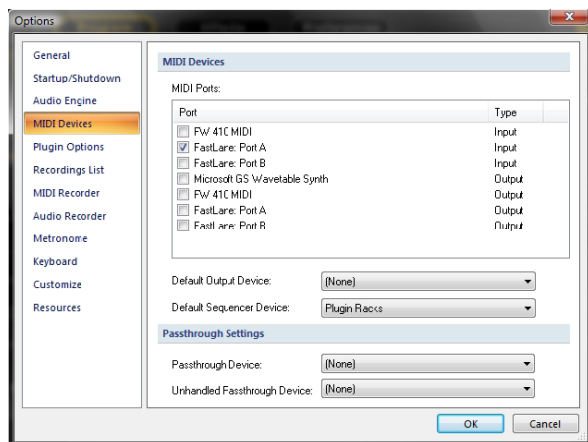 Options
General
Startup/Shutdown
Audio Engine
MIDI Devices
Plugin Options
Recordings List
MIDI Recorder
Audio Recorder
Metronome
Keyboard
Customize
Resources
MIDI Devices
MIDI Ports:
Port Type
FW 410 MIDI Input
FastLane: Port A Input
FastLane: Port B Input
Microsoft GS Wavetable Synth Output
FW 410 MIDI Output
FastLane: Port A Output
FastLane: Port B Output
Default Output Device: (None)
Default Sequencer Device: Plugin Racks
Passthrough Settings
Passthrough Device: (None)
Unhandled Passthrough Device: (None)
OK Cancel